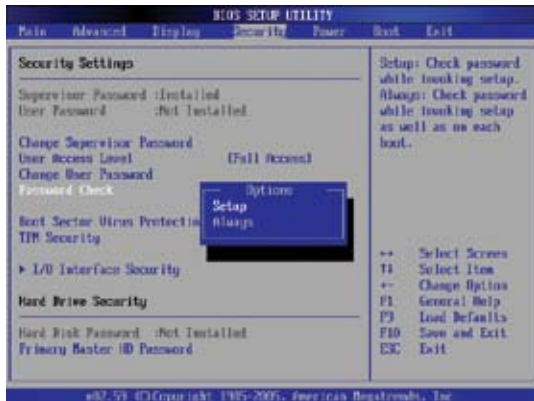 BIOS SETUP UTILITY
Main Advanced Display Security Power Boot Exit
Security Settings
Supervisor Password :Installed
User Password :Not Installed
Change Supervisor Password
User Access Level [Full Access]
Change User Password
Password Check
Boot Sector Virus Protection
TPM Security
I/O Interface Security
Hard Drive Security
Hard Disk Password :Not Installed
Primary Master HD Password
Options
Setup
Always
Setup: Check password
while invoking setup.
Always: Check password
while invoking setup
as well as on each
boot.
↔ Select Screen
↑↓ Select Item
+- Change Option
F1 General Help
F9 Load Defaults
F10 Save and Exit
ESC Exit
v02.59 (C)Copyright 1985-2005, American Megatrends, Inc